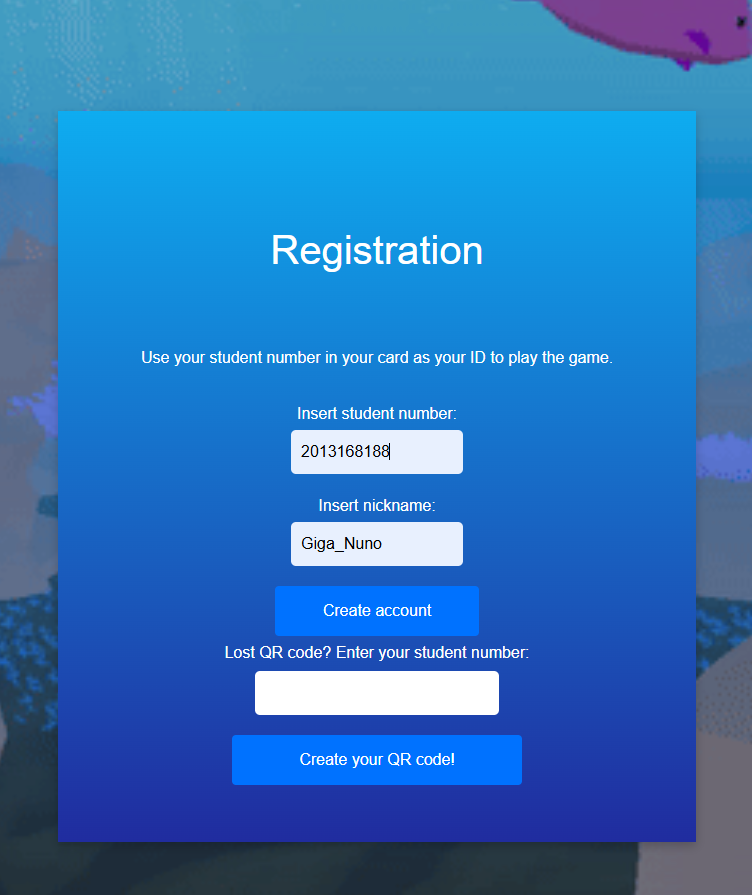 Registration
Use your student number in your card as your ID to play the game.
Insert student number:
2013168188
Insert nickname:
Giga_Nuno
Create account
Lost QR code? Enter your student number:
Create your QR code!